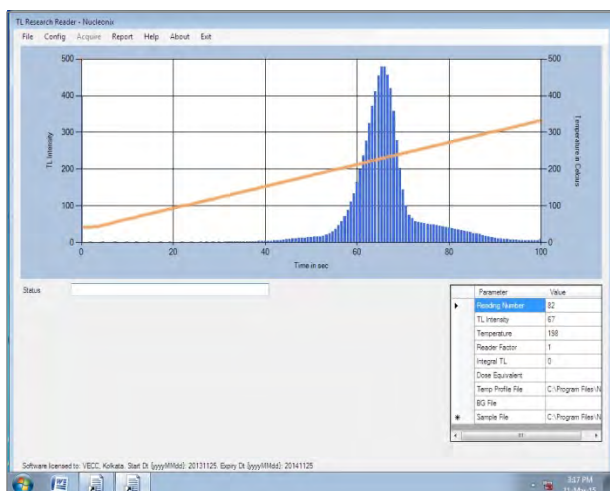 TL Research Reader - Nucleonix
File Config Acquire Report Help About Exit
500 500
400 400
300 300
200 200
100 100
0 0
TL Intensity
Temperature in Celcius
0 20 40 60 80 100
Time in sec
Status
Parameter Value
Reading Number 82
TL Intensity 67
Temperature 198
Reader Factor 1
Integral TL 0
Dose Equivalent
Temp Profile File C:\Program Files\N
BG File
Sample File C:\Program Files\N
Software licensed to: VECC, Kolkata. Start Dt (yyyyMMdd): 20131125 Expiry Dt (yyyyMMdd): 20141125
3:07 PM
11-Mar-15